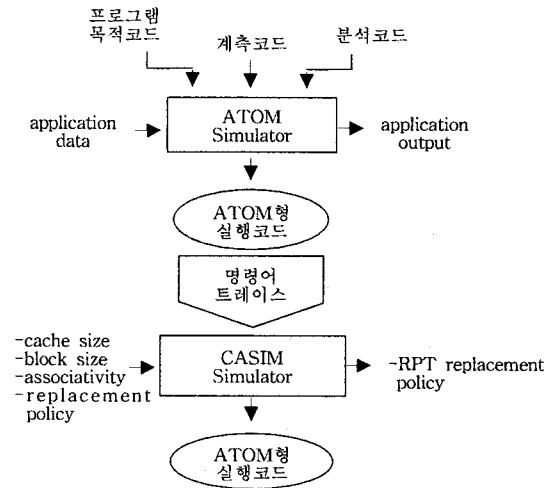 프로그램
목적코드
계측코드
분석코드
application
data
ATOM
Simulator
application
output
ATOM형
실행코드
명령어
트레이스
-cache size
-block size
-associativity
-replacement
policy
CASIM
Simulator
-RPT replacement
policy
ATOM형
실행코드